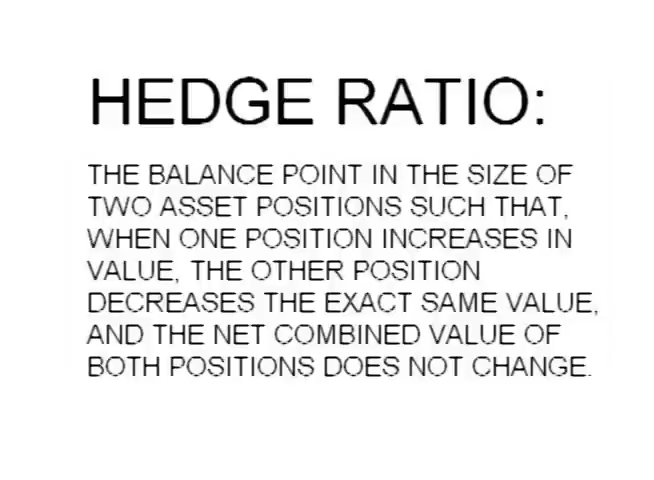 HEDGE RATIO:
THE BALANCE POINT IN THE SIZE OF
TWO ASSET POSITIONS SUCH THAT,
WHEN ONE POSITION INCREASES IN
VALUE, THE OTHER POSITION
DECREASES THE EXACT SAME VALUE,
AND THE NET COMBINED VALUE OF
BOTH POSITIONS DOES NOT CHANGE.